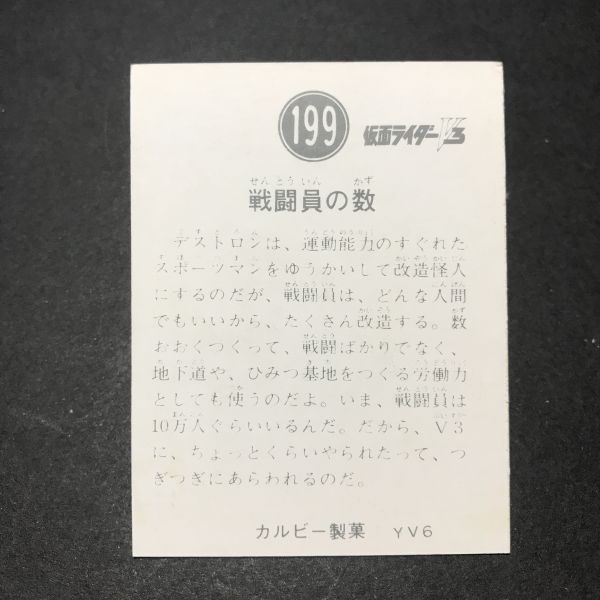 199
仮面ライダーV3
せんとういん かず
戦闘員の数
デストロンは、運動能力のすぐれた
スポーツマンをゆうかいして改造怪人
にするのだが、戦闘員は、どんな人間
でもいいから、たくさん改造する。数
おおくつくって、戦闘ばかりでなく、
地下道や、ひみつ基地をつくる労働力
としても使うのだよ。いま、戦闘員は
10万人ぐらいいるんだ。だから、V3
に、ちょっとくらいやられたって、つ
ぎつぎにあらわれるのだ。
カルビー製菓 YV6